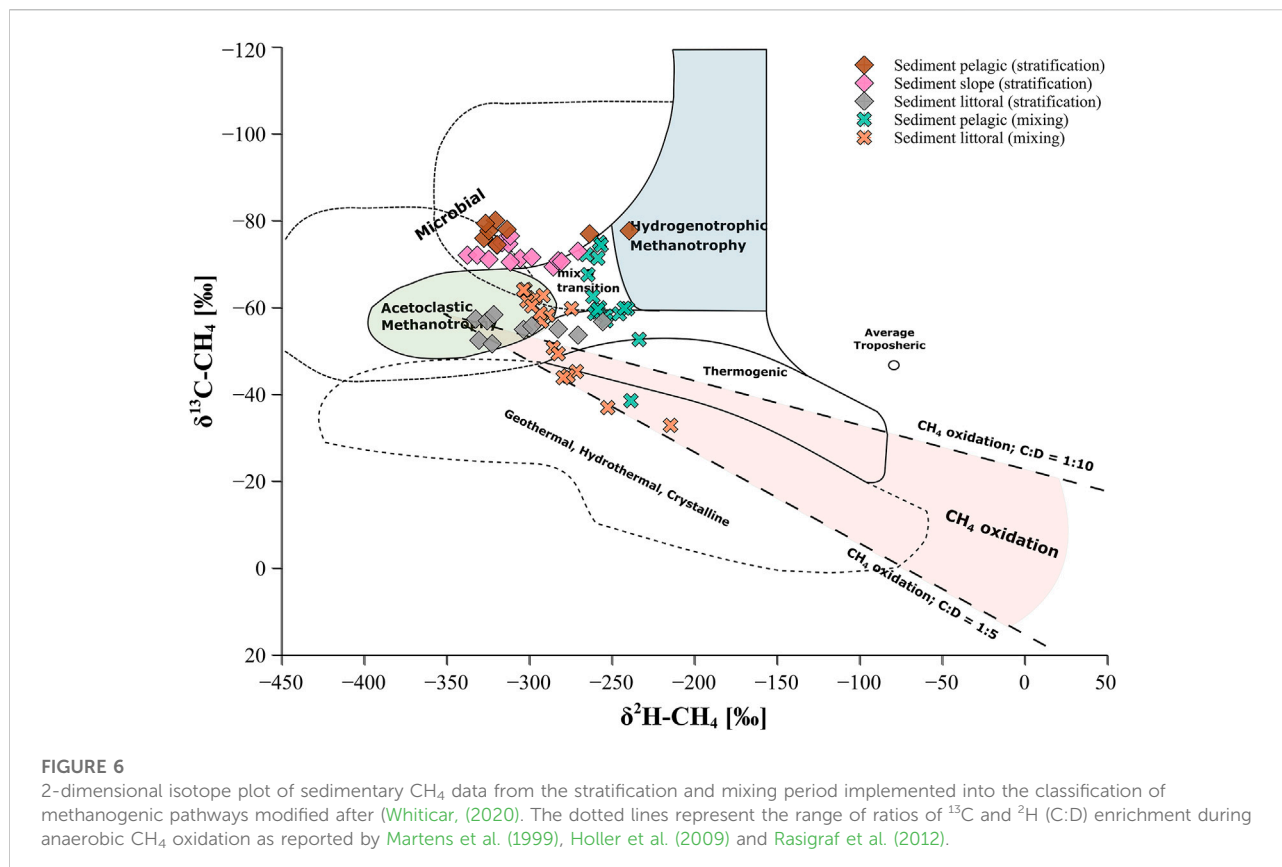 −120
−100
−80
−60
−40
−20
0
20
δ¹³C-CH₄ [‰]
−450
−400
−350
−300
−250
−200
−150
−100
−50
0
50
δ²H-CH₄ [‰]
Sediment pelagic (stratification)
Sediment slope (stratification)
Sediment littoral (stratification)
Sediment pelagic (mixing)
Sediment littoral (mixing)
Microbial
Hydrogenotrophic
Methanotrophy
mix
transition
Acetoclastic
Methanotrophy
Average
Troposheric
Thermogenic
Geothermal, Hydrothermal, Crystalline
CH₄ oxidation; C:D = 1:10
CH₄ oxidation
CH₄ oxidation; C:D = 1:5
FIGURE 6
2-dimensional isotope plot of sedimentary CH₄ data from the stratification and mixing period implemented into the classification of
methanogenic pathways modified after (Whiticar, (2020). The dotted lines represent the range of ratios of ¹³C and ²H (C:D) enrichment during
anaerobic CH₄ oxidation as reported by Martens et al. (1999), Holler et al. (2009) and Rasigraf et al. (2012).